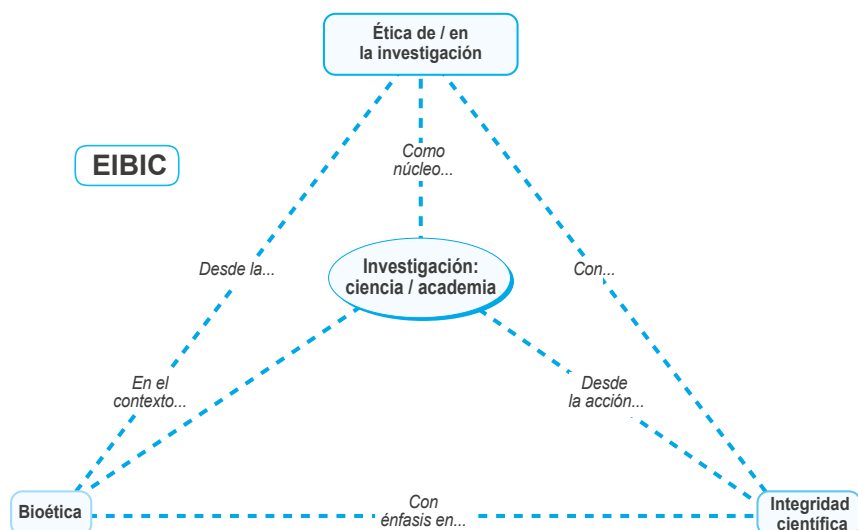 Ética de / en
la investigación
EIBIC
Como
núcleo...
Desde la...
Investigación:
ciencia / academia
Con...
En el
contexto...
Desde
la acción...
Bioética
Con
énfasis en...
Integridad
científica